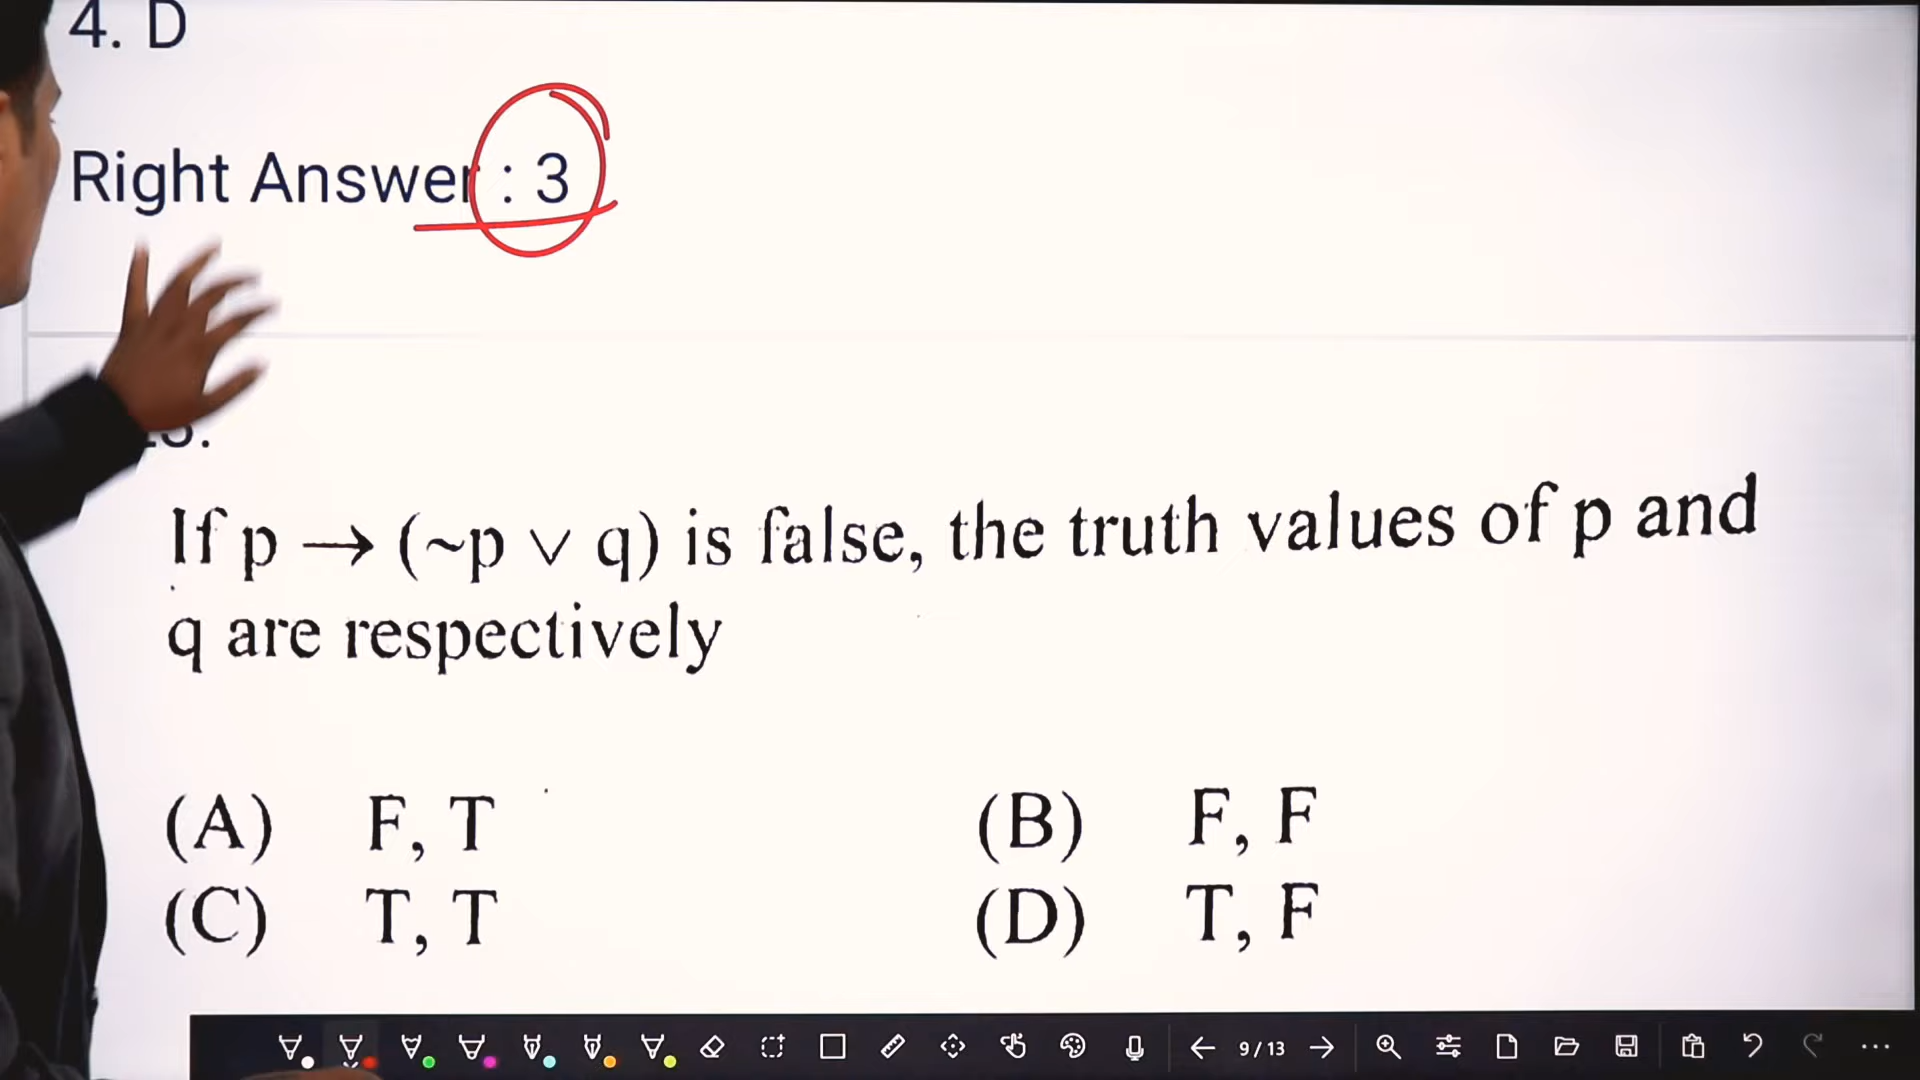 4. D
Right Answer : 3
If p → (~p ∨ q) is false, the truth values of p and
q are respectively
(A) F, T (B) F, F
(C) T, T (D) T, F
9 / 13